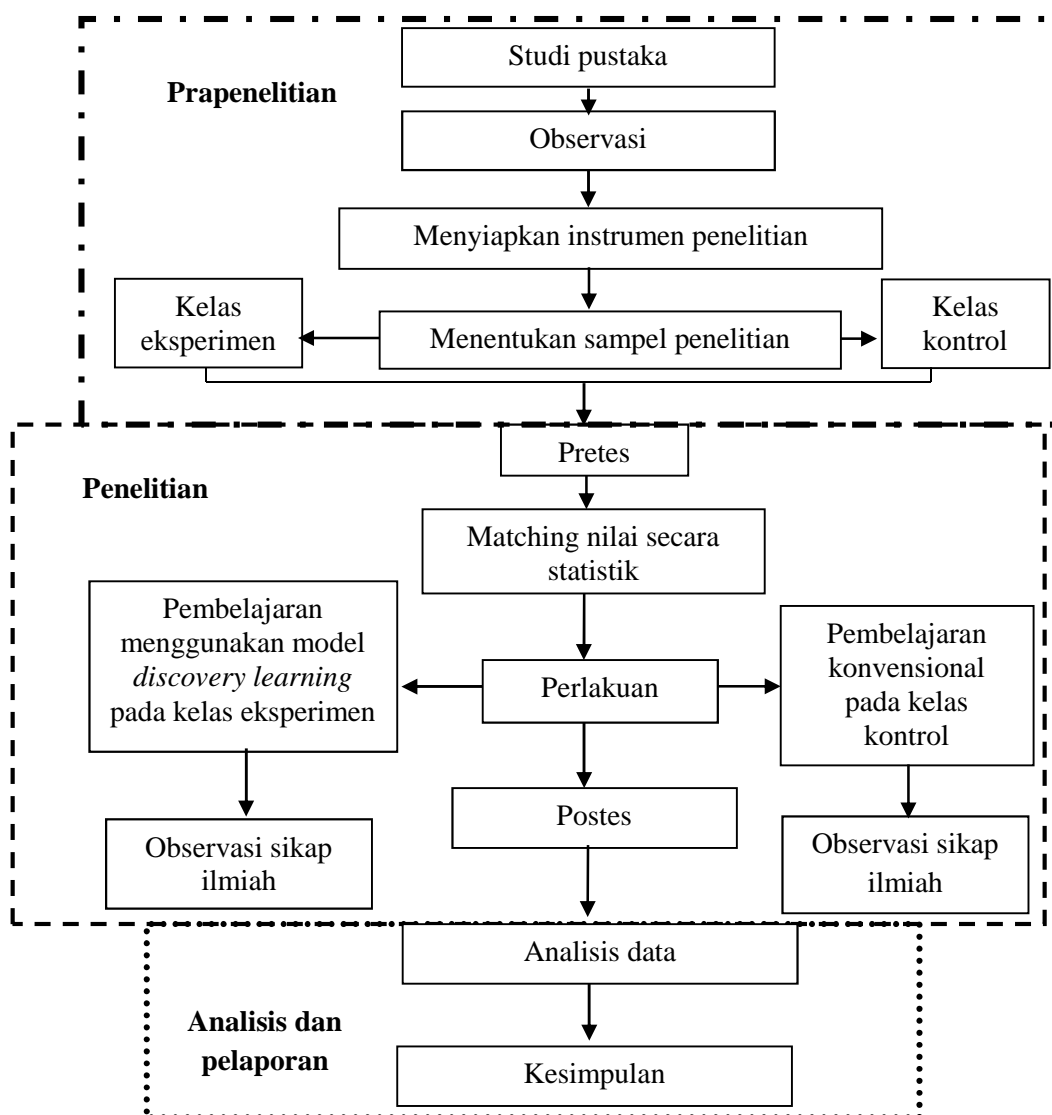 Studi pustaka
Prapenelitian
Observasi
Menyiapkan instrumen penelitian
Kelas
eksperimen
Menentukan sampel penelitian
Kelas
kontrol
Pretes
Penelitian
Matching nilai secara
statistik
Pembelajaran
menggunakan model
discovery learning
pada kelas eksperimen
Perlakuan
Pembelajaran
konvensional
pada kelas
kontrol
Postes
Observasi sikap
ilmiah
Observasi sikap
ilmiah
Analisis data
Analisis dan
pelaporan
Kesimpulan